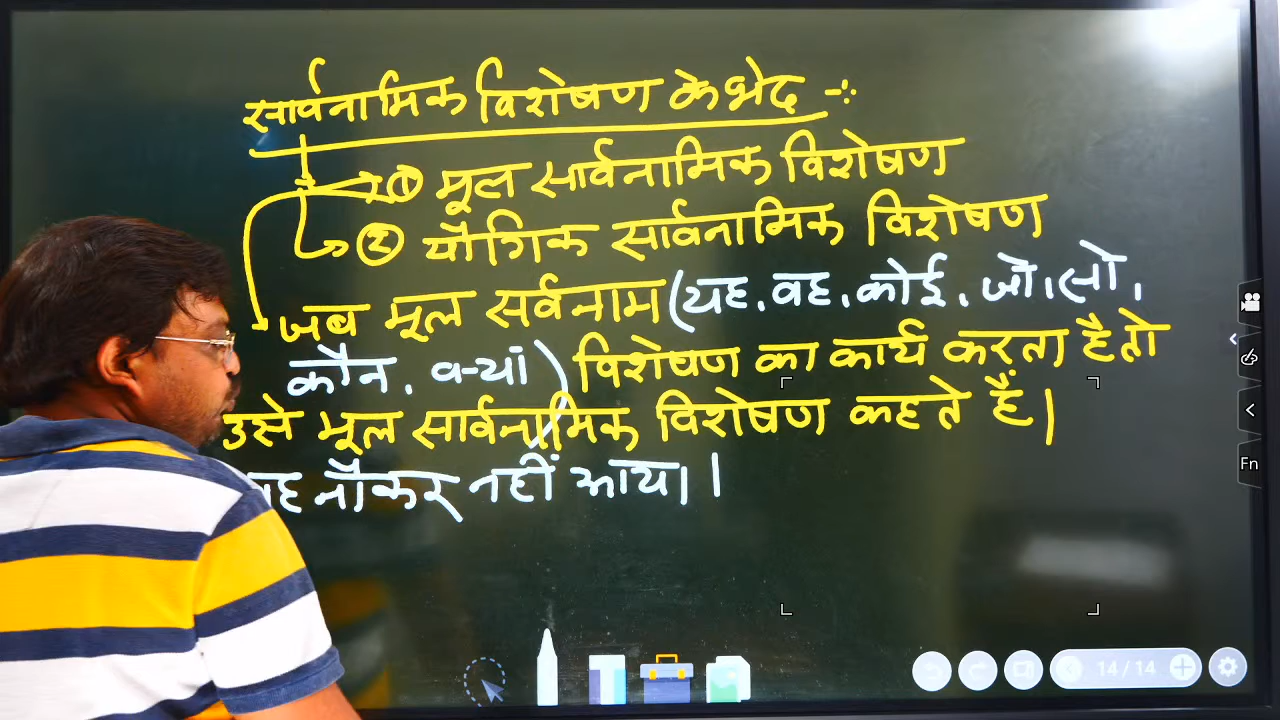 सार्वनामिक विशेषण के भेद -:-
① मूल सार्वनामिक विशेषण
② यौगिक सार्वनामिक विशेषण
जब मूल सर्वनाम (यह, वह, कोई, जो, सो,
कौन, क्या) विशेषण का कार्य करता है तो
उसे मूल सार्वनामिक विशेषण कहते हैं।
वह नौकर नहीं आया।
14/14
Fn